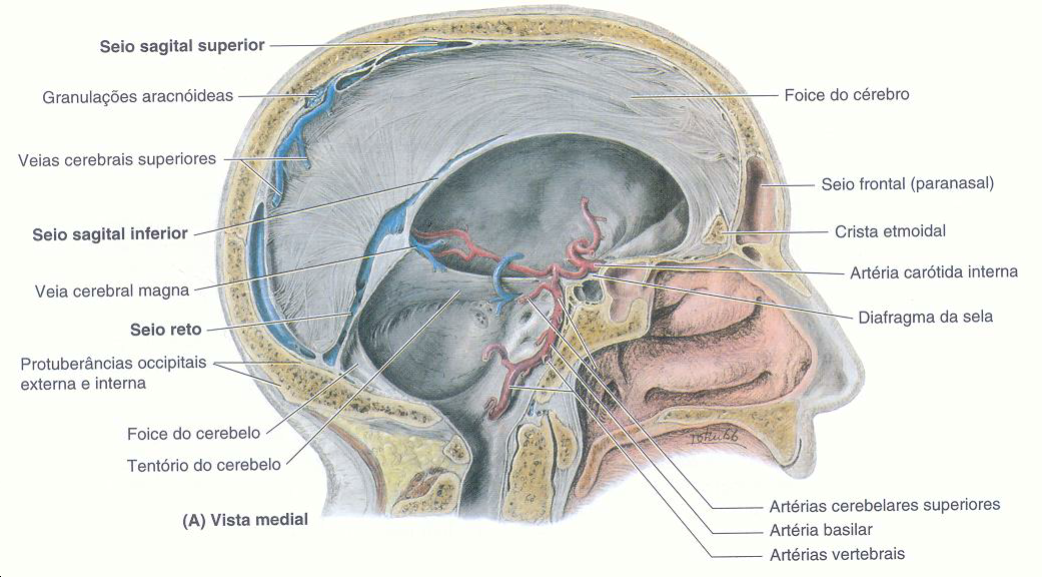 Seio sagital superior
Granulações aracnóideas
Veias cerebrais superiores
Seio sagital inferior
Veia cerebral magna
Seio reto
Protuberâncias occipitais
externa e interna
Foice do cerebelo
Tentório do cerebelo
(A) Vista medial
Foice do cérebro
Seio frontal (paranasal)
Crista etmoidal
Artéria carótida interna
Diafragma da sela
Artérias cerebelares superiores
Artéria basilar
Artérias vertebrais